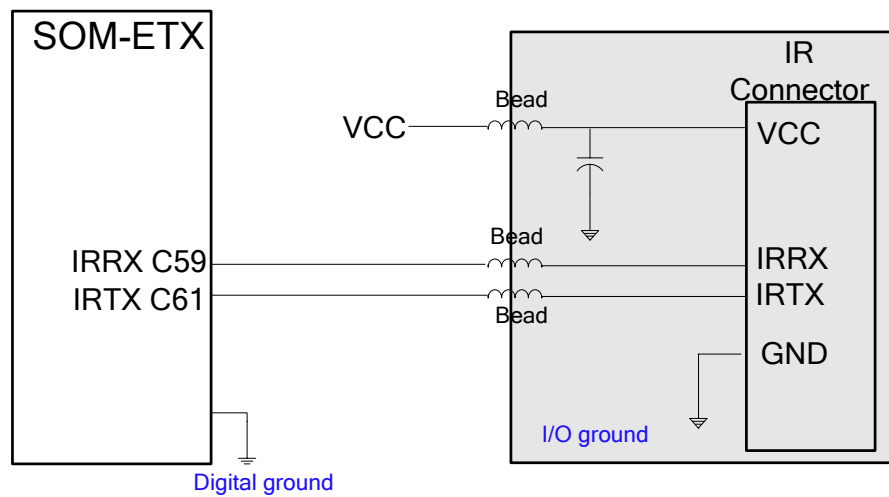 SOM-ETX
IR
Connector
Bead
VCC
VCC
Bead
IRRX C59
IRRX
IRTX C61
IRTX
Bead
GND
I/O ground
Digital ground